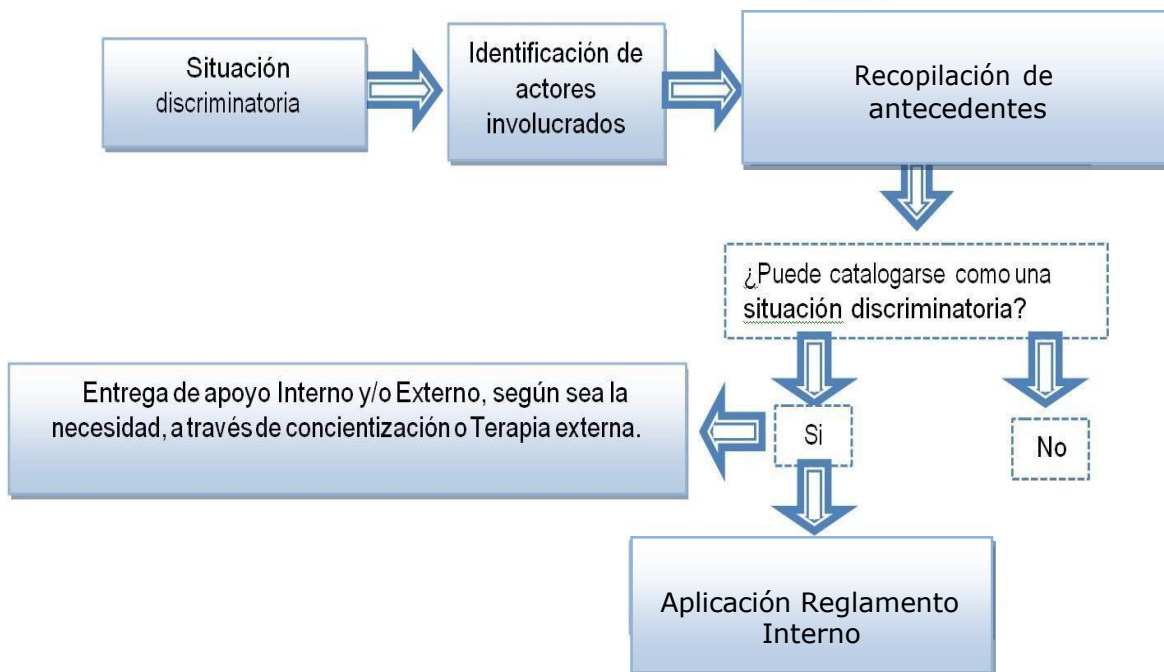 Situación
discriminatoria
Identificación de
actores
involucrados
Recopilación de
antecedentes
¿Puede catalogarse como una
situación discriminatoria?
Entrega de apoyo Interno y/o Externo, según sea la
necesidad, a través de concientización o Terapia externa.
Si
No
Aplicación Reglamento
Interno